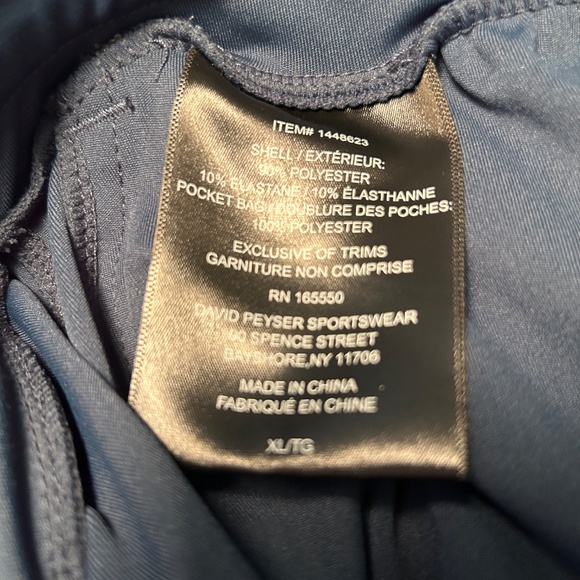 ITEM# 1448623
SHELL / EXTÉRIEUR:
90% POLYESTER
10% ELASTANE / 10% ÉLASTHANNE
POCKET BAG / DOUBLURE DES POCHES:
100% POLYESTER
EXCLUSIVE OF TRIMS
GARNITURE NON COMPRISE
RN 165550
DAVID PEYSER SPORTSWEAR
90 SPENCE STREET
BAYSHORE,NY 11706
MADE IN CHINA
FABRIQUÉ EN CHINE
XL/TG